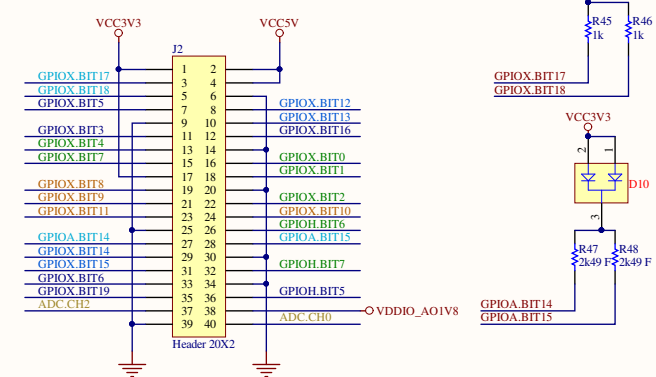 VCC3V3
VCC5V
R45
1k
R46
1k
J2
1 2
GPIOX.BIT17 3 4 GPIOX.BIT17
GPIOX.BIT18 5 6 GPIOX.BIT18
GPIOX.BIT5 7 8 GPIOX.BIT12
9 10 GPIOX.BIT13
GPIOX.BIT3 11 12 GPIOX.BIT16
GPIOX.BIT4 13 14
GPIOX.BIT7 15 16 GPIOX.BIT0
17 18 GPIOX.BIT1
GPIOX.BIT8 19 20
GPIOX.BIT9 21 22 GPIOX.BIT2
GPIOX.BIT11 23 24 GPIOX.BIT10
25 26 GPIOH.BIT6
GPIOA.BIT14 27 28 GPIOA.BIT15
GPIOX.BIT14 29 30
GPIOX.BIT15 31 32 GPIOH.BIT7
GPIOX.BIT6 33 34
GPIOX.BIT19 35 36 GPIOH.BIT5
ADC.CH2 37 38 VDDIO_AO1V8
39 40 ADC.CH0
Header 20X2
VCC3V3
2
1
D10
3
R47
2k49 F
R48
2k49 F
GPIOA.BIT14
GPIOA.BIT15